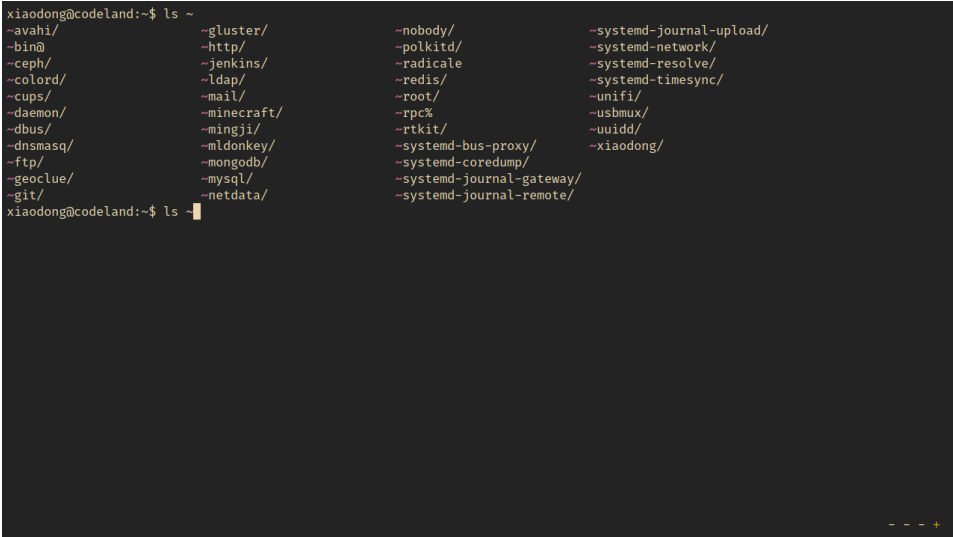 xiaodong@codeland:~$ ls ~
~avahi/ ~gluster/ ~nobody/ ~systemd-journal-upload/
~bin@ ~http/ ~polkitd/ ~systemd-network/
~ceph/ ~jenkins/ ~radicale ~systemd-resolve/
~colord/ ~ldap/ ~redis/ ~systemd-timesync/
~cups/ ~mail/ ~root/ ~unifi/
~daemon/ ~minecraft/ ~rpc% ~usbmux/
~dbus/ ~mingji/ ~rtkit/ ~uuidd/
~dnsmasq/ ~mldonkey/ ~systemd-bus-proxy/ ~xiaodong/
~ftp/ ~mongodb/ ~systemd-coredump/
~geoclue/ ~mysql/ ~systemd-journal-gateway/
~git/ ~netdata/ ~systemd-journal-remote/
xiaodong@codeland:~$ ls ~
- - - +